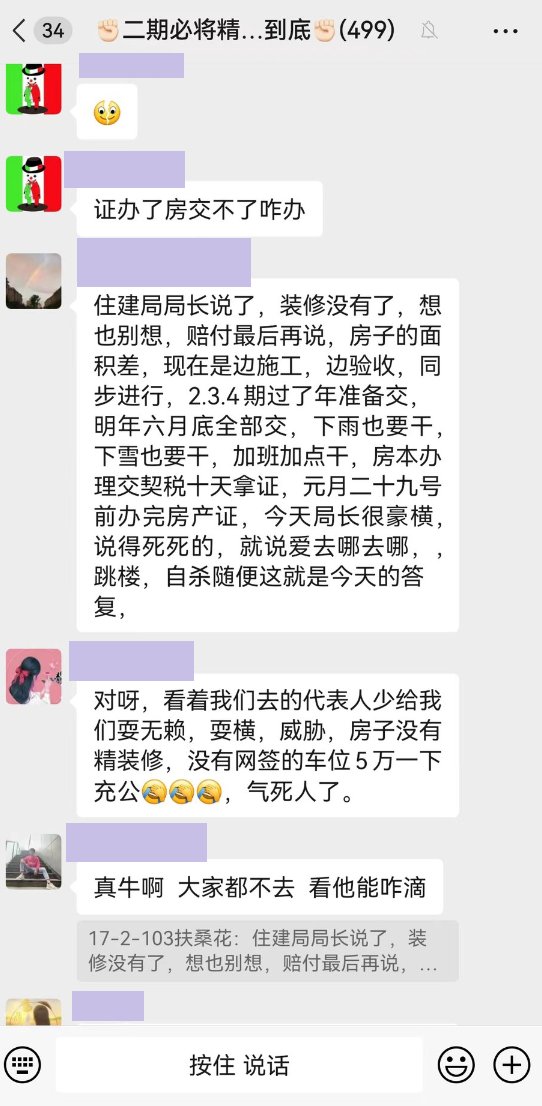 34
✊🏻二期必将精...到底✊🏻(499)
证办了房交不了咋办
住建局局长说了，装修没有了，想
也别想，赔付最后再说，房子的面
积差，现在是边施工，边验收，同
步进行，2.3.4期过了年准备交，
明年六月底全部交，下雨也要干，
下雪也要干，加班加点干，房本办
理交契税十天拿证，元月二十九号
前办完房产证，今天局长很豪横，
说得死死的，就说爱去哪去哪，，
跳楼，自杀随便这就是今天的答
复，
对呀，看着我们去的代表人少给我
们耍无赖，耍横，威胁，房子没有
精装修，没有网签的车位5万一下
充公🤣🤣🤣，气死人了。
真牛啊 大家都不去 看他能咋滴
17-2-103扶桑花：住建局局长说了，装
修没有了，想也别想，赔付最后再说，...
按住 说话